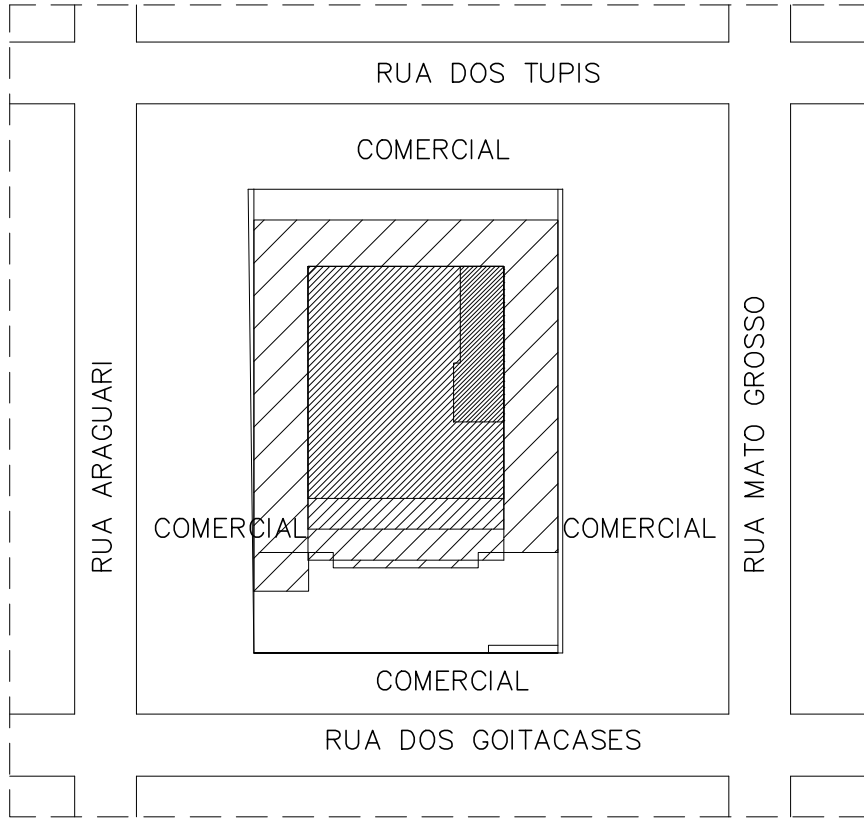 RUA DOS TUPIS
COMERCIAL
RUA ARAGUARI
RUA MATO GROSSO
COMERCIAL
COMERCIAL
COMERCIAL
RUA DOS GOITACASES